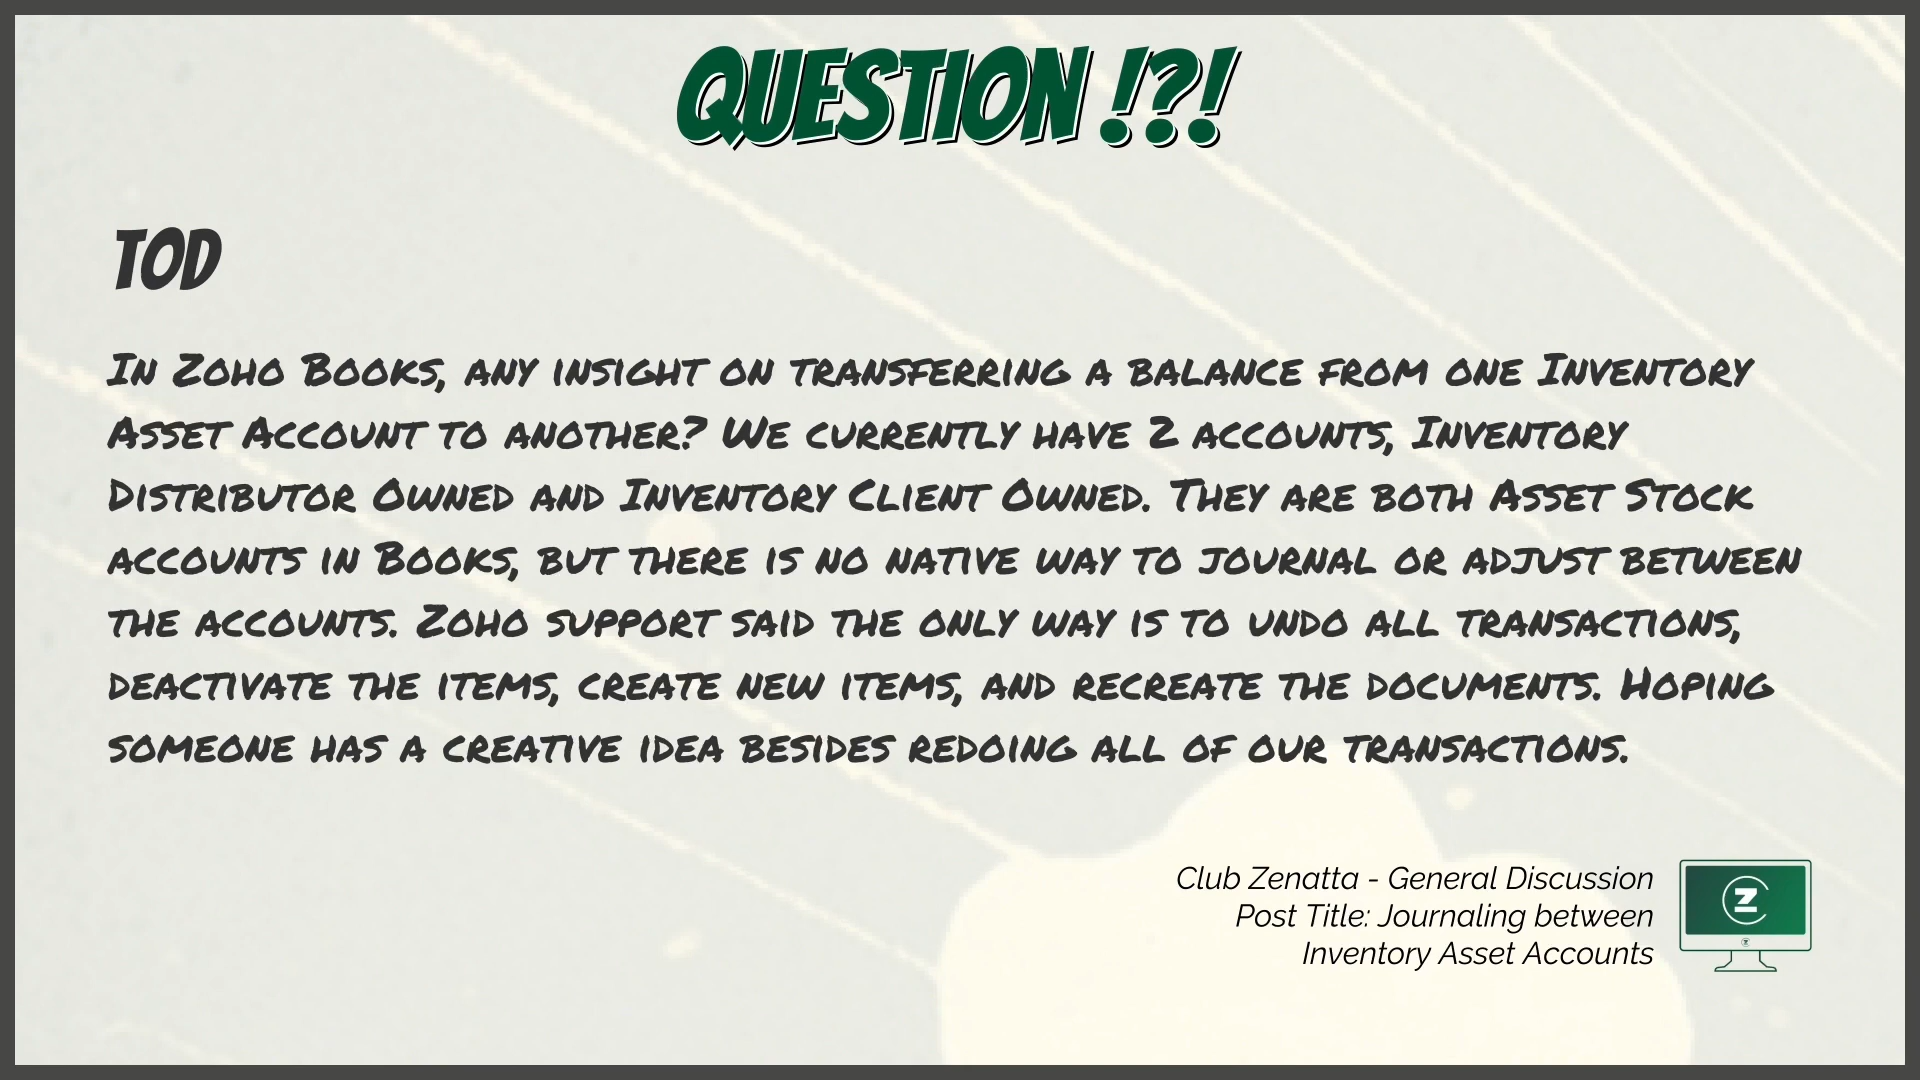 QUESTION !?!
TOD
In Zoho Books, any insight on transferring a balance from one Inventory
Asset Account to another? We currently have 2 accounts, Inventory
Distributor Owned and Inventory Client Owned. They are both Asset Stock
accounts in Books, but there is no native way to journal or adjust between
the accounts. Zoho support said the only way is to undo all transactions,
deactivate the items, create new items, and recreate the documents. Hoping
someone has a creative idea besides redoing all of our transactions.
Club Zenatta - General Discussion
Post Title: Journaling between
Inventory Asset Accounts
Z